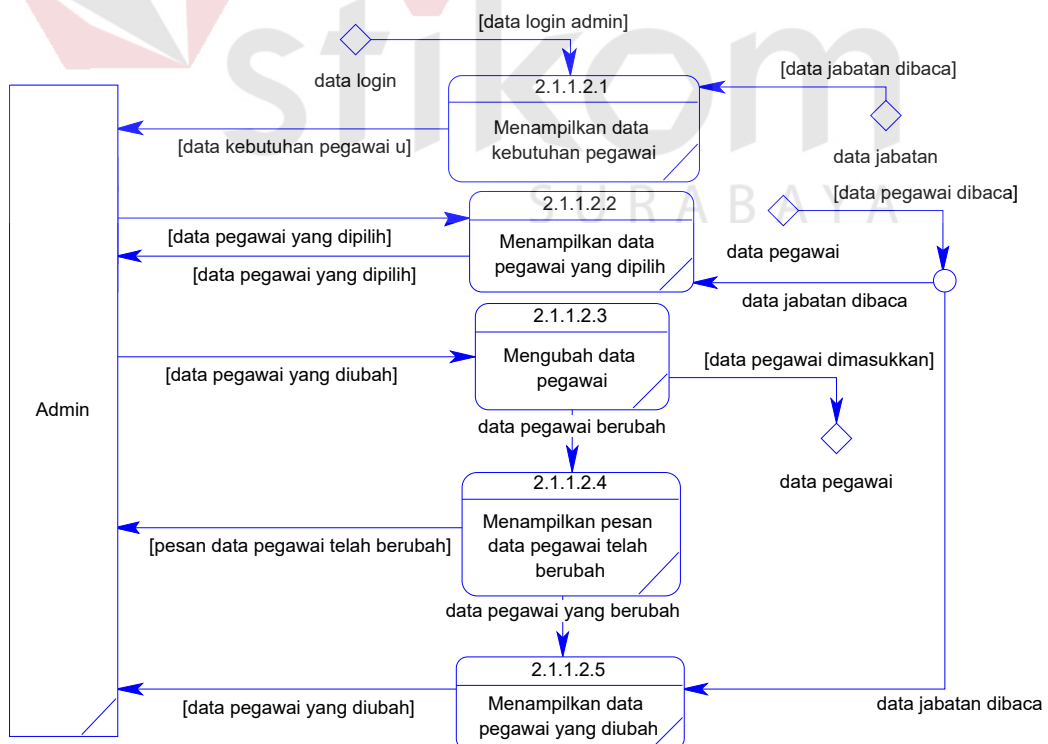 stikom
SURABAYA
[data login admin]
data login
[data jabatan dibaca]
data jabatan
2.1.1.2.1
Menampilkan data
kebutuhan pegawai
[data kebutuhan pegawai u]
[data pegawai dibaca]
data pegawai
2.1.1.2.2
Menampilkan data
pegawai yang dipilih
[data pegawai yang dipilih]
[data pegawai yang dipilih]
data jabatan dibaca
2.1.1.2.3
Mengubah data
pegawai
[data pegawai yang diubah]
[data pegawai dimasukkan]
data pegawai
Admin
data pegawai berubah
2.1.1.2.4
Menampilkan pesan
data pegawai telah
berubah
[pesan data pegawai telah berubah]
data pegawai yang berubah
2.1.1.2.5
Menampilkan data
pegawai yang diubah
[data pegawai yang diubah]
data jabatan dibaca